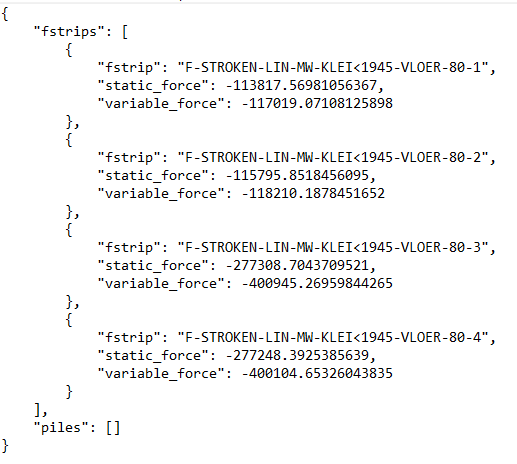 {
    "fstrips": [
        {
            "fstrip": "F-STROKEN-LIN-MW-KLEI<1945-VLOER-80-1",
            "static_force": -113817.56981056367,
            "variable_force": -117019.07108125898
        },
        {
            "fstrip": "F-STROKEN-LIN-MW-KLEI<1945-VLOER-80-2",
            "static_force": -115795.8518456095,
            "variable_force": -118210.1878451652
        },
        {
            "fstrip": "F-STROKEN-LIN-MW-KLEI<1945-VLOER-80-3",
            "static_force": -277308.7043709521,
            "variable_force": -400945.26959844265
        },
        {
            "fstrip": "F-STROKEN-LIN-MW-KLEI<1945-VLOER-80-4",
            "static_force": -277248.3925385639,
            "variable_force": -400104.65326043835
        }
    ],
    "piles": []
}